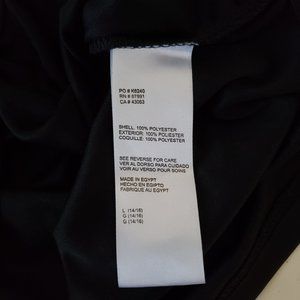 PO # K6240
RN # 67991
CA # 43063
SHELL: 100% POLYESTER
EXTERIOR: 100% POLIESTER
COQUILLE: 100% POLYESTER
SEE REVERSE FOR CARE
VER AL DORSO PARA CUIDADO
VOIR AU VERSO POUR SOINS
MADE IN EGYPT
HECHO EN EGIPTO
FABRIQUE AU EGYPT
L (14/16)
G (14/16)
G (14/16)